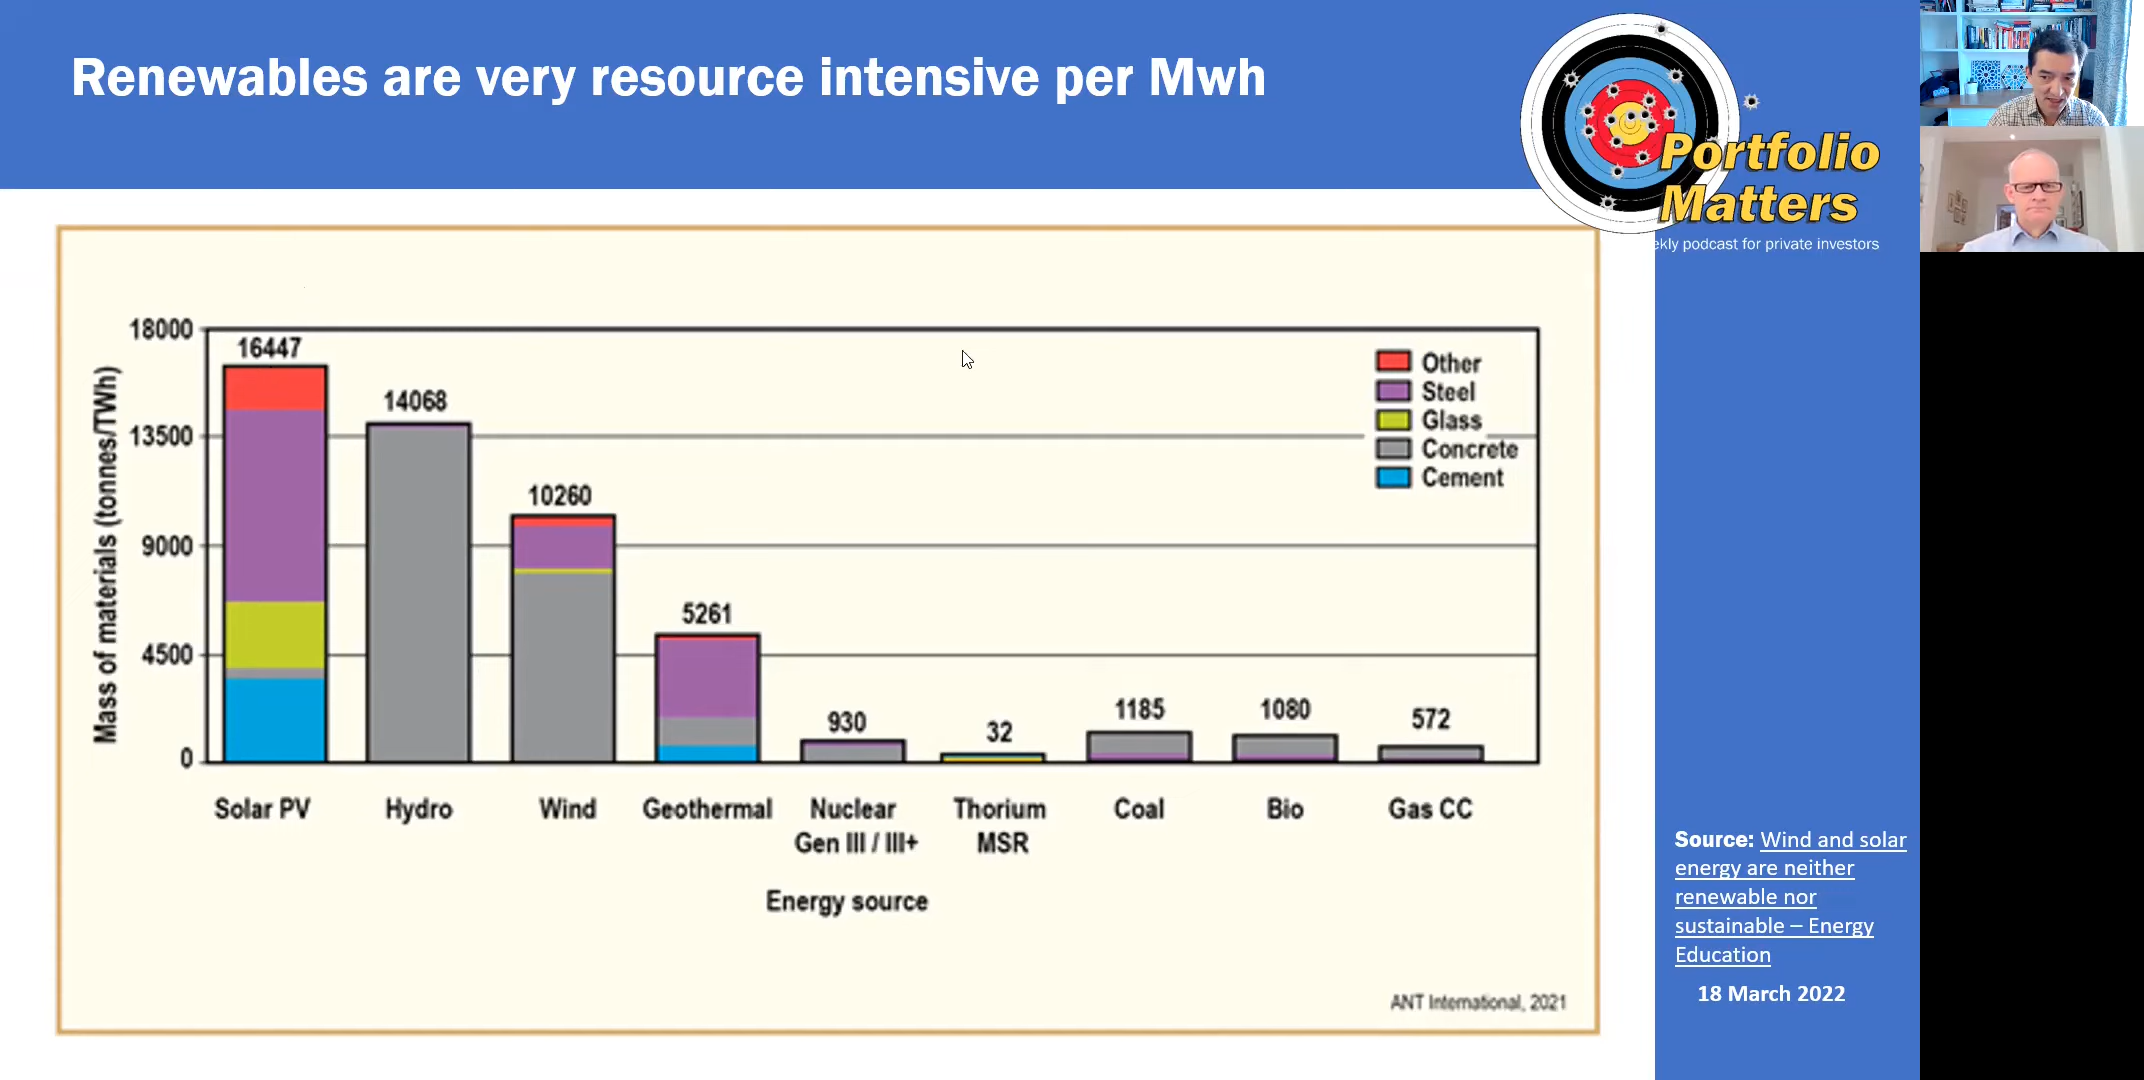 Renewables are very resource intensive per Mwh
Portfolio
Matters
ekly podcast for private investors
18000
13500
9000
4500
0
Mass of materials (tonnes/TWh)
16447
14068
10260
5261
930
32
1185
1080
572
Other
Steel
Glass
Concrete
Cement
Solar PV
Hydro
Wind
Geothermal
Nuclear
Gen III / III+
Thorium
MSR
Coal
Bio
Gas CC
Energy source
ANT International, 2021
Source: Wind and solar
energy are neither
renewable nor
sustainable – Energy
Education
18 March 2022